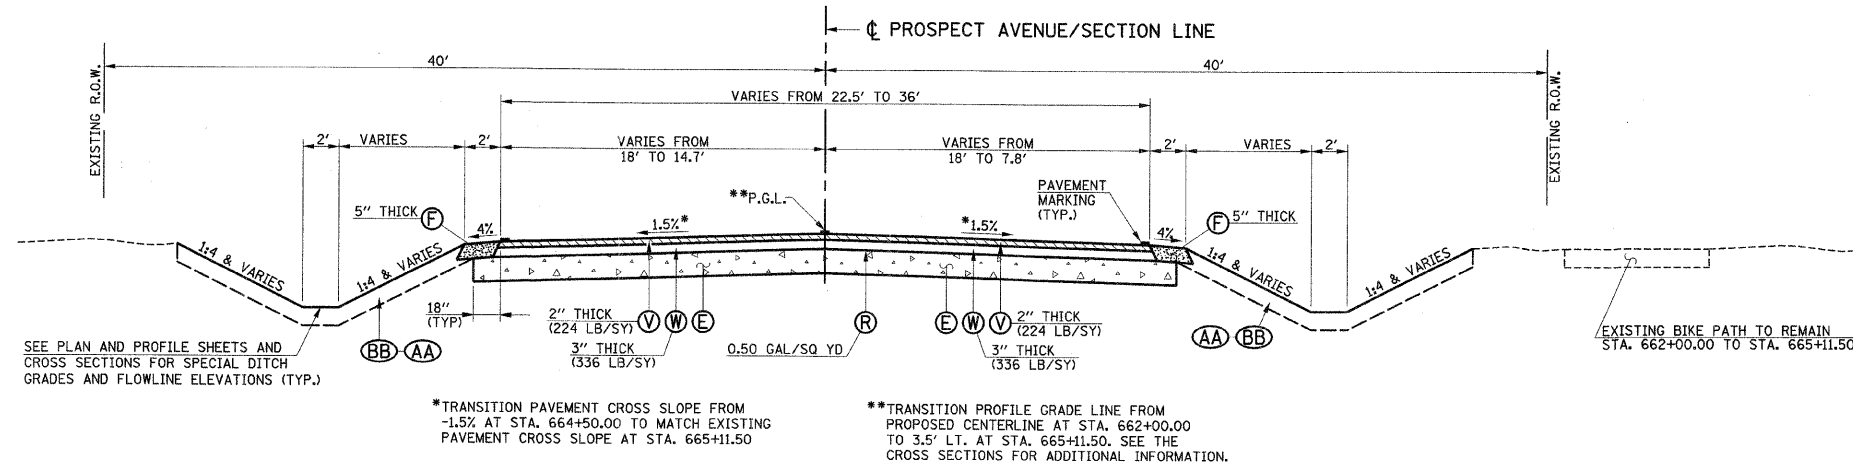 ℄ PROSPECT AVENUE/SECTION LINE
40'
40'
EXISTING R.O.W.
EXISTING R.O.W.
VARIES FROM 22.5' TO 36'
2'
VARIES
2'
VARIES FROM
18' TO 14.7'
VARIES FROM
18' TO 7.8'
2'
VARIES
2'
**P.G.L.
PAVEMENT
MARKING
(TYP.)
5" THICK F
4%
1.5%*
*1.5%
4%
F 5" THICK
1:4 & VARIES
1:4 & VARIES
1:4 & VARIES
1:4 & VARIES
18"
(TYP)
2" THICK
(224 LB/SY)
V W E
R
E W V
2" THICK
(224 LB/SY)
3" THICK
(336 LB/SY)
0.50 GAL/SQ YD
3" THICK
(336 LB/SY)
BB AA
AA BB
SEE PLAN AND PROFILE SHEETS AND
CROSS SECTIONS FOR SPECIAL DITCH
GRADES AND FLOWLINE ELEVATIONS (TYP.)
EXISTING BIKE PATH TO REMAIN
STA. 662+00.00 TO STA. 665+11.50
*TRANSITION PAVEMENT CROSS SLOPE FROM
-1.5% AT STA. 664+50.00 TO MATCH EXISTING
PAVEMENT CROSS SLOPE AT STA. 665+11.50
**TRANSITION PROFILE GRADE LINE FROM
PROPOSED CENTERLINE AT STA. 662+00.00
TO 3.5' LT. AT STA. 665+11.50. SEE THE
CROSS SECTIONS FOR ADDITIONAL INFORMATION.